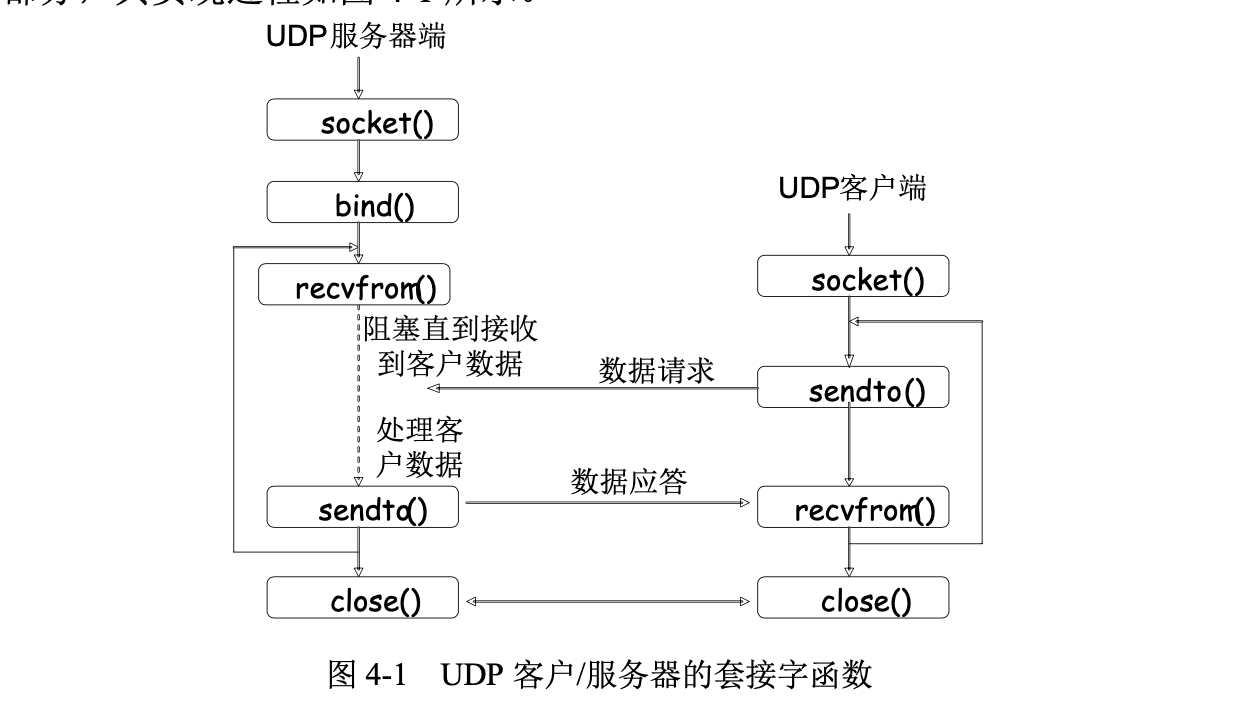 UDP服务器端
socket()
bind()
recvfrom()
阻塞直到接收
到客户数据
处理客
户数据
sendto()
close()
UDP客户端
socket()
数据请求
sendto()
数据应答
recvfrom()
close()
图 4-1 UDP 客户/服务器的套接字函数